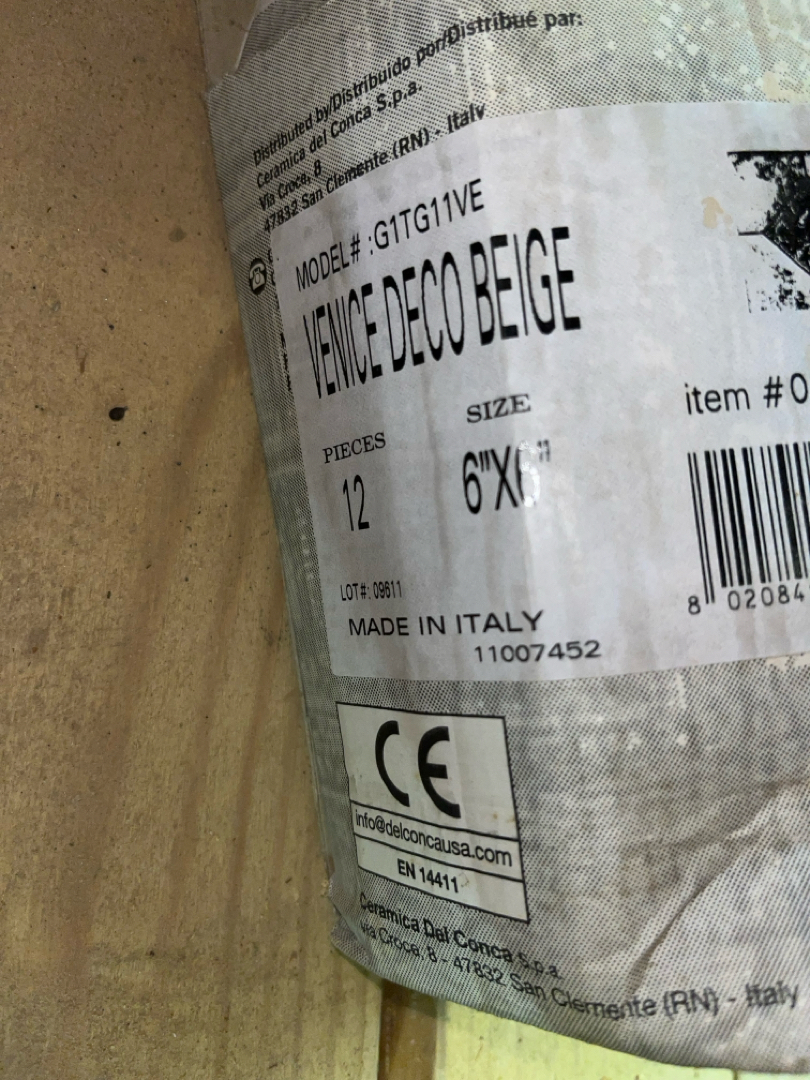 Distributed by/Distribuido por/Distribué par:
Ceramica del Conca S.p.a.
Via Croce, 8
47832 San Clemente (RN) - Italy
MODEL# :G1TG11VE
VENICE DECO BEIGE
PIECES
SIZE
12
6"X6"
item #0
8 02084
LOT#: 09611
MADE IN ITALY
11007452
CE
info@delconcausa.com
EN 14411
Ceramica Del Conca s.p.a.
Via Croce, 8 - 47832 San Clemente (RN) - Italy